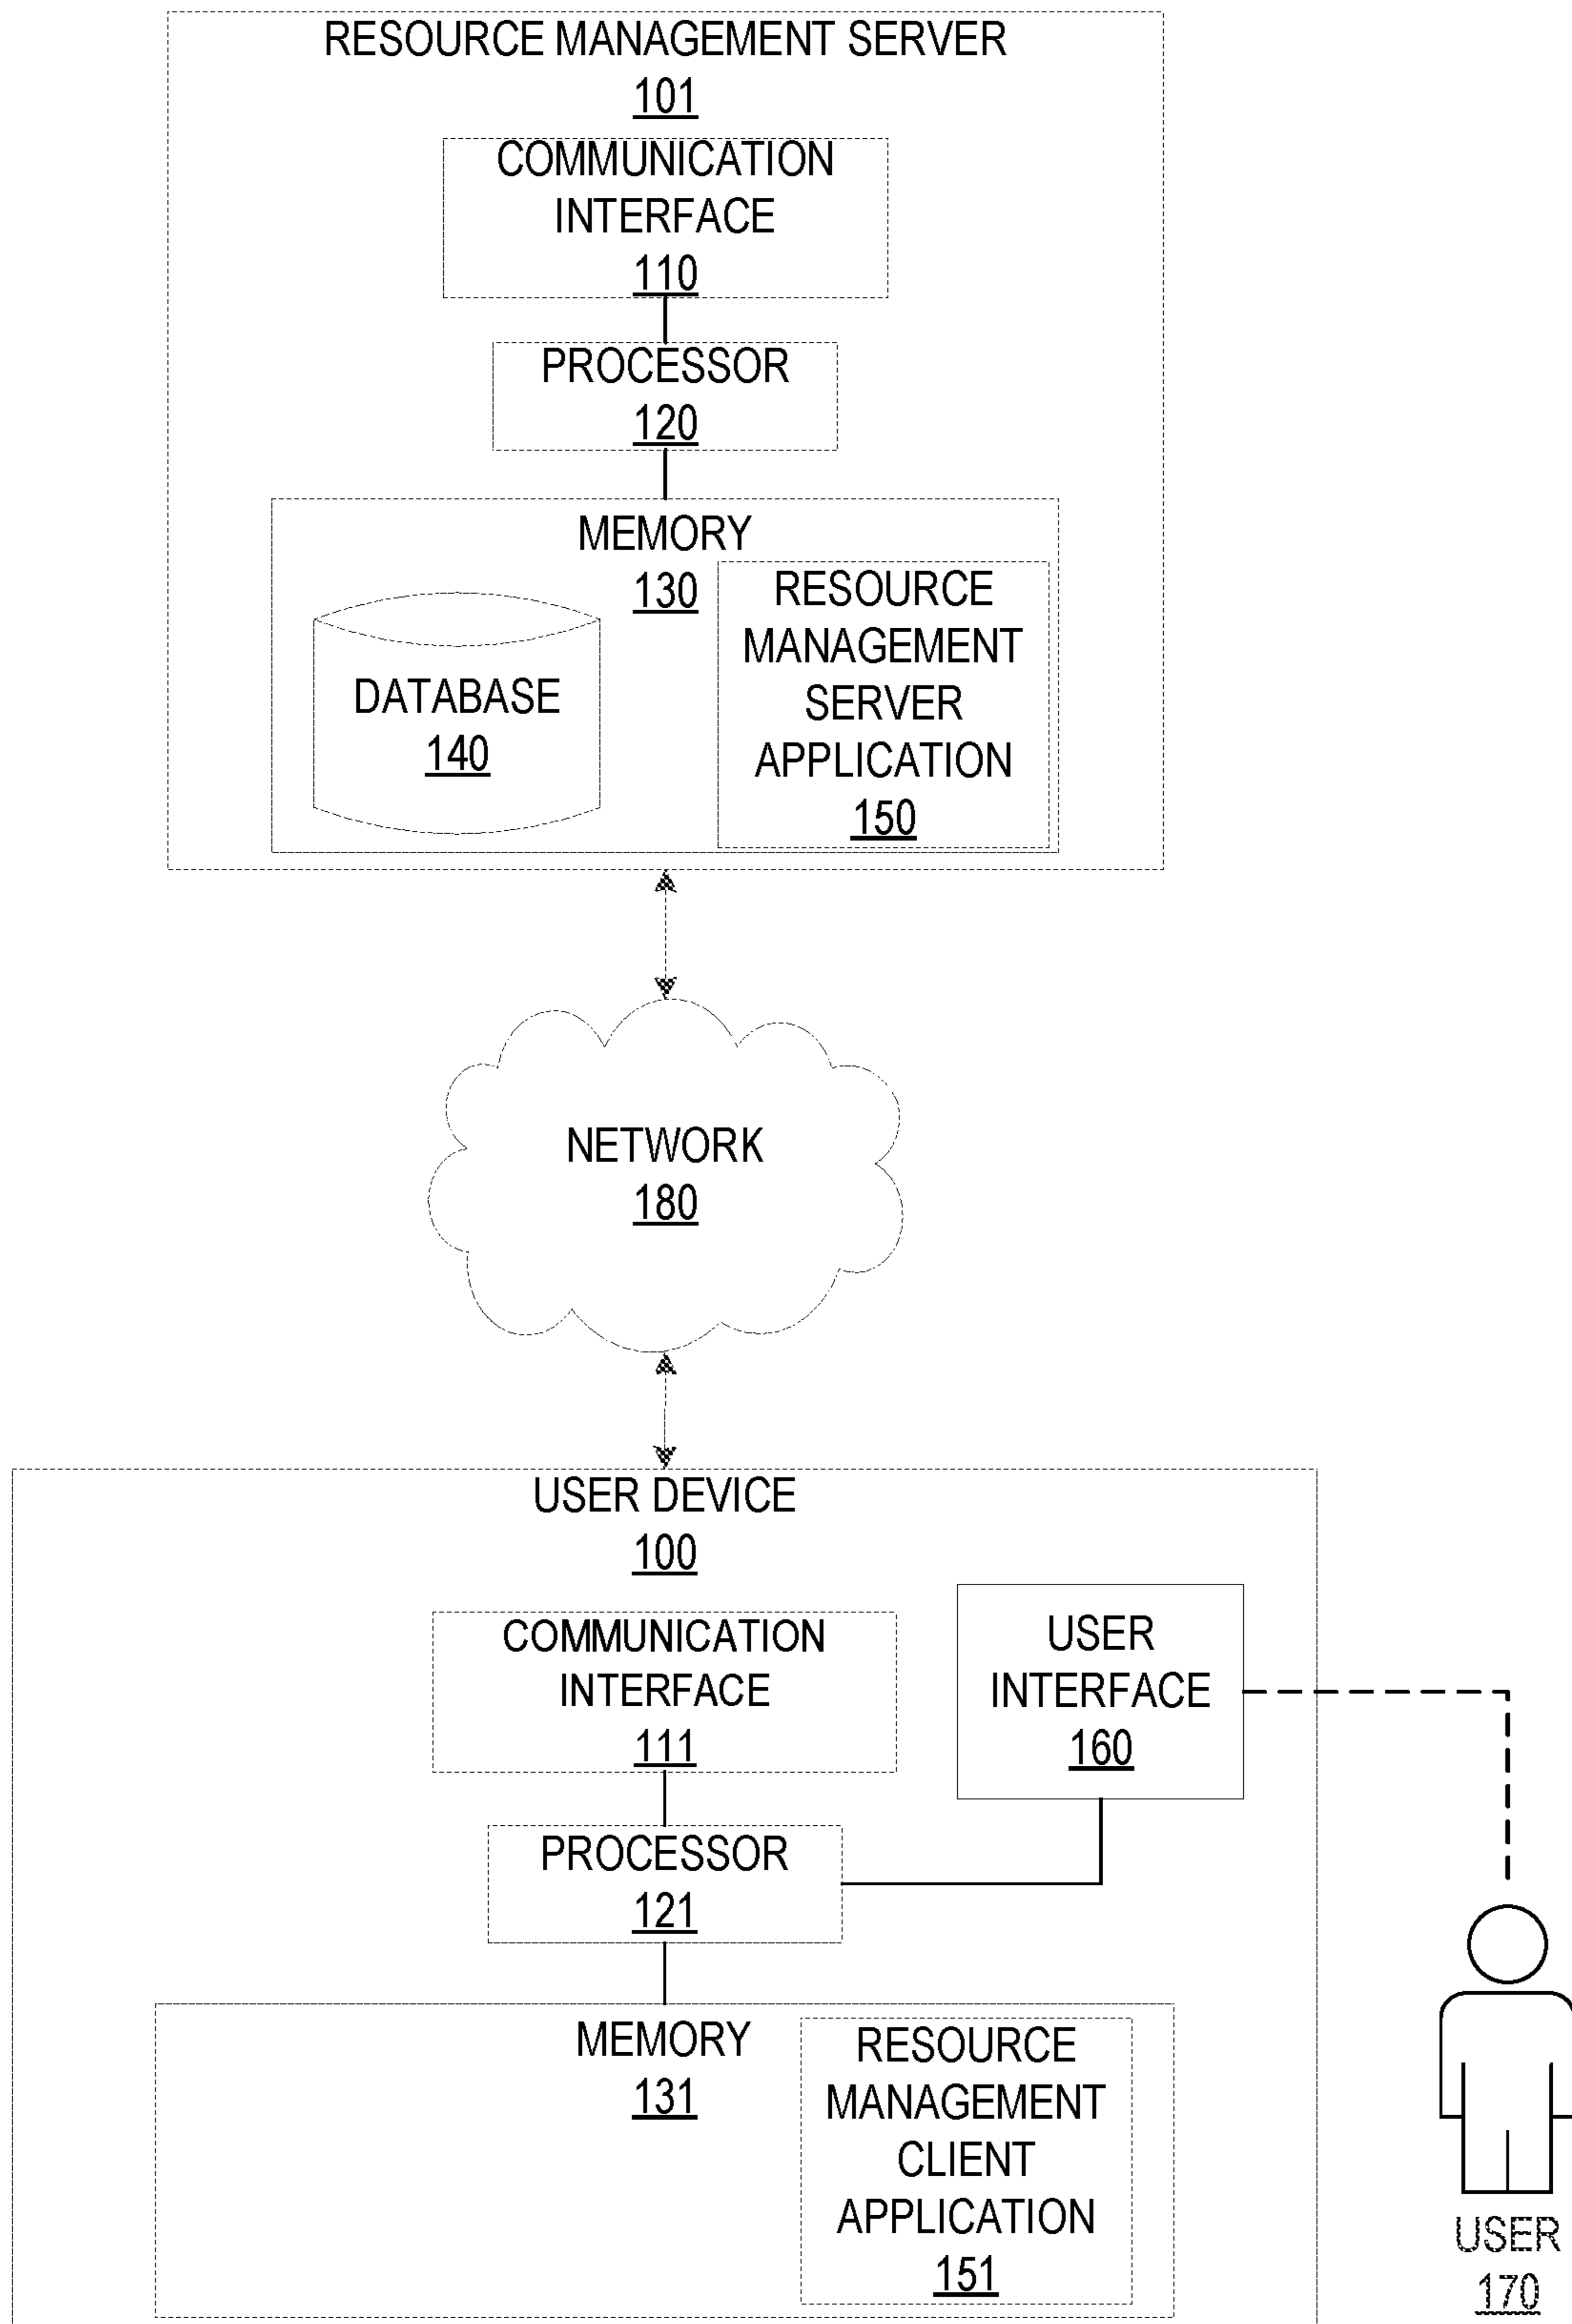 RESOURCE MANAGEMENT SERVER
101
COMMUNICATION
INTERFACE
110
PROCESSOR
120
MEMORY
130
DATABASE
140
RESOURCE
MANAGEMENT
SERVER
APPLICATION
150
NETWORK
180
USER DEVICE
100
COMMUNICATION
INTERFACE
111
USER
INTERFACE
160
PROCESSOR
121
MEMORY
131
RESOURCE
MANAGEMENT
CLIENT
APPLICATION
151
USER
170